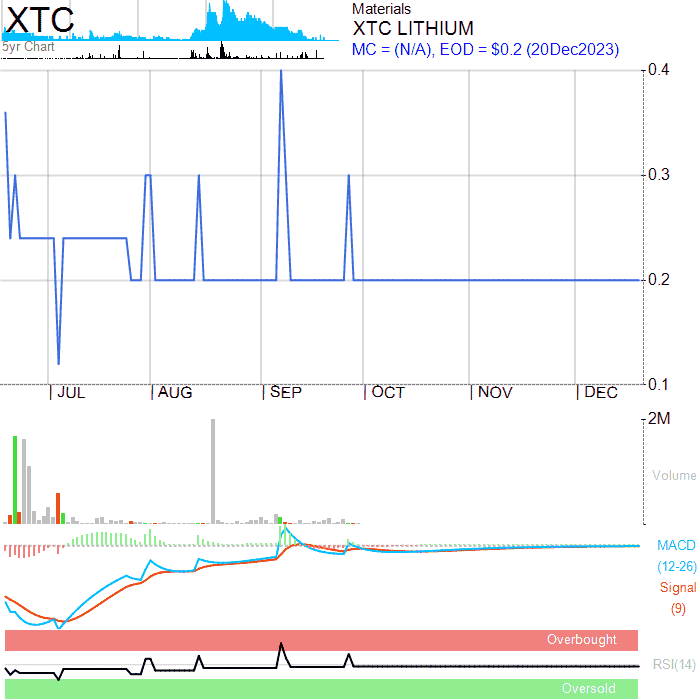 XTC
5yr Chart
Materials
XTC LITHIUM
MC = (N/A), EOD = $0.2 (20Dec2023)
0.4
0.3
0.2
0.1
JUL AUG SEP OCT NOV DEC
2M
Volume
MACD
(12-26)
Signal
(9)
Overbought
RSI(14)
Oversold